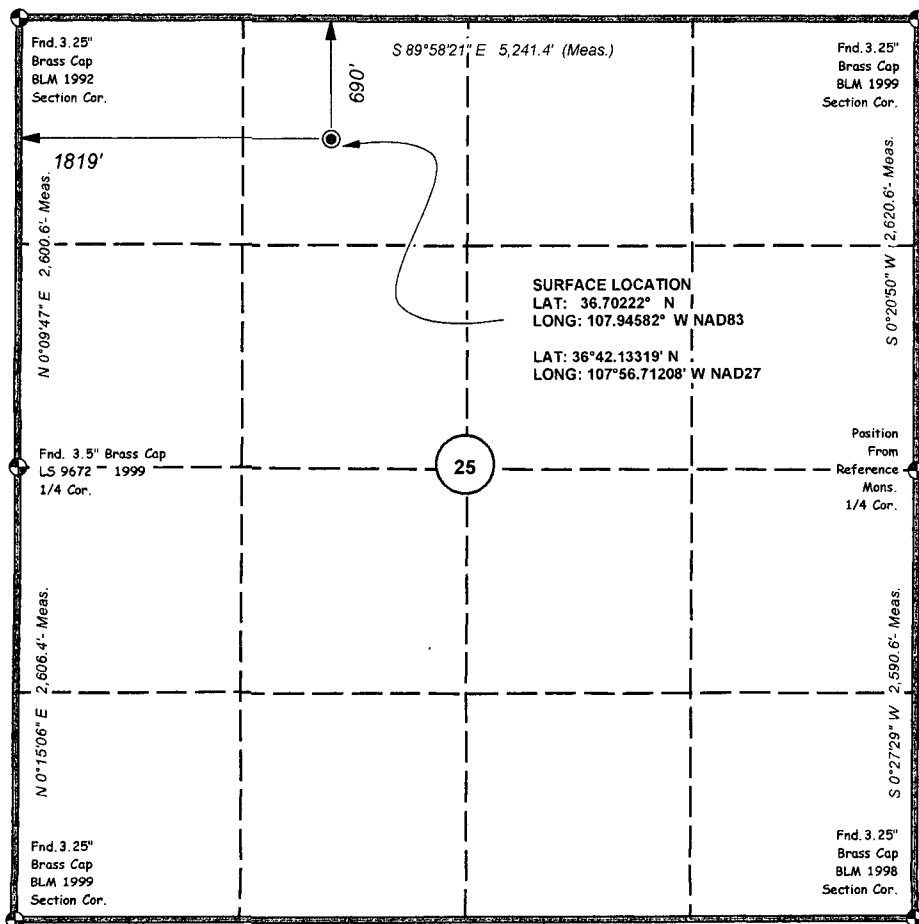 Fnd. 3.25"
Brass Cap
BLM 1992
Section Cor.
S 89°58'21" E 5,241.4' (Meas.)
Fnd. 3.25"
Brass Cap
BLM 1999
Section Cor.
690'
1819'
N 0°09'47" E 2,600.6'- Meas.
S 0°20'50" W 2,620.6'- Meas.
SURFACE LOCATION
LAT: 36.70222° N
LONG: 107.94582° W NAD83
LAT: 36°42.13319' N
LONG: 107°56.71208' W NAD27
Fnd. 3.5" Brass Cap
LS 9672 1999
1/4 Cor.
25
Position
From
Reference
Mons.
1/4 Cor.
N 0°15'06" E 2,606.4'- Meas.
S 0°27'29" W 2,590.6'- Meas.
Fnd. 3.25"
Brass Cap
BLM 1999
Section Cor.
Fnd. 3.25"
Brass Cap
BLM 1998
Section Cor.